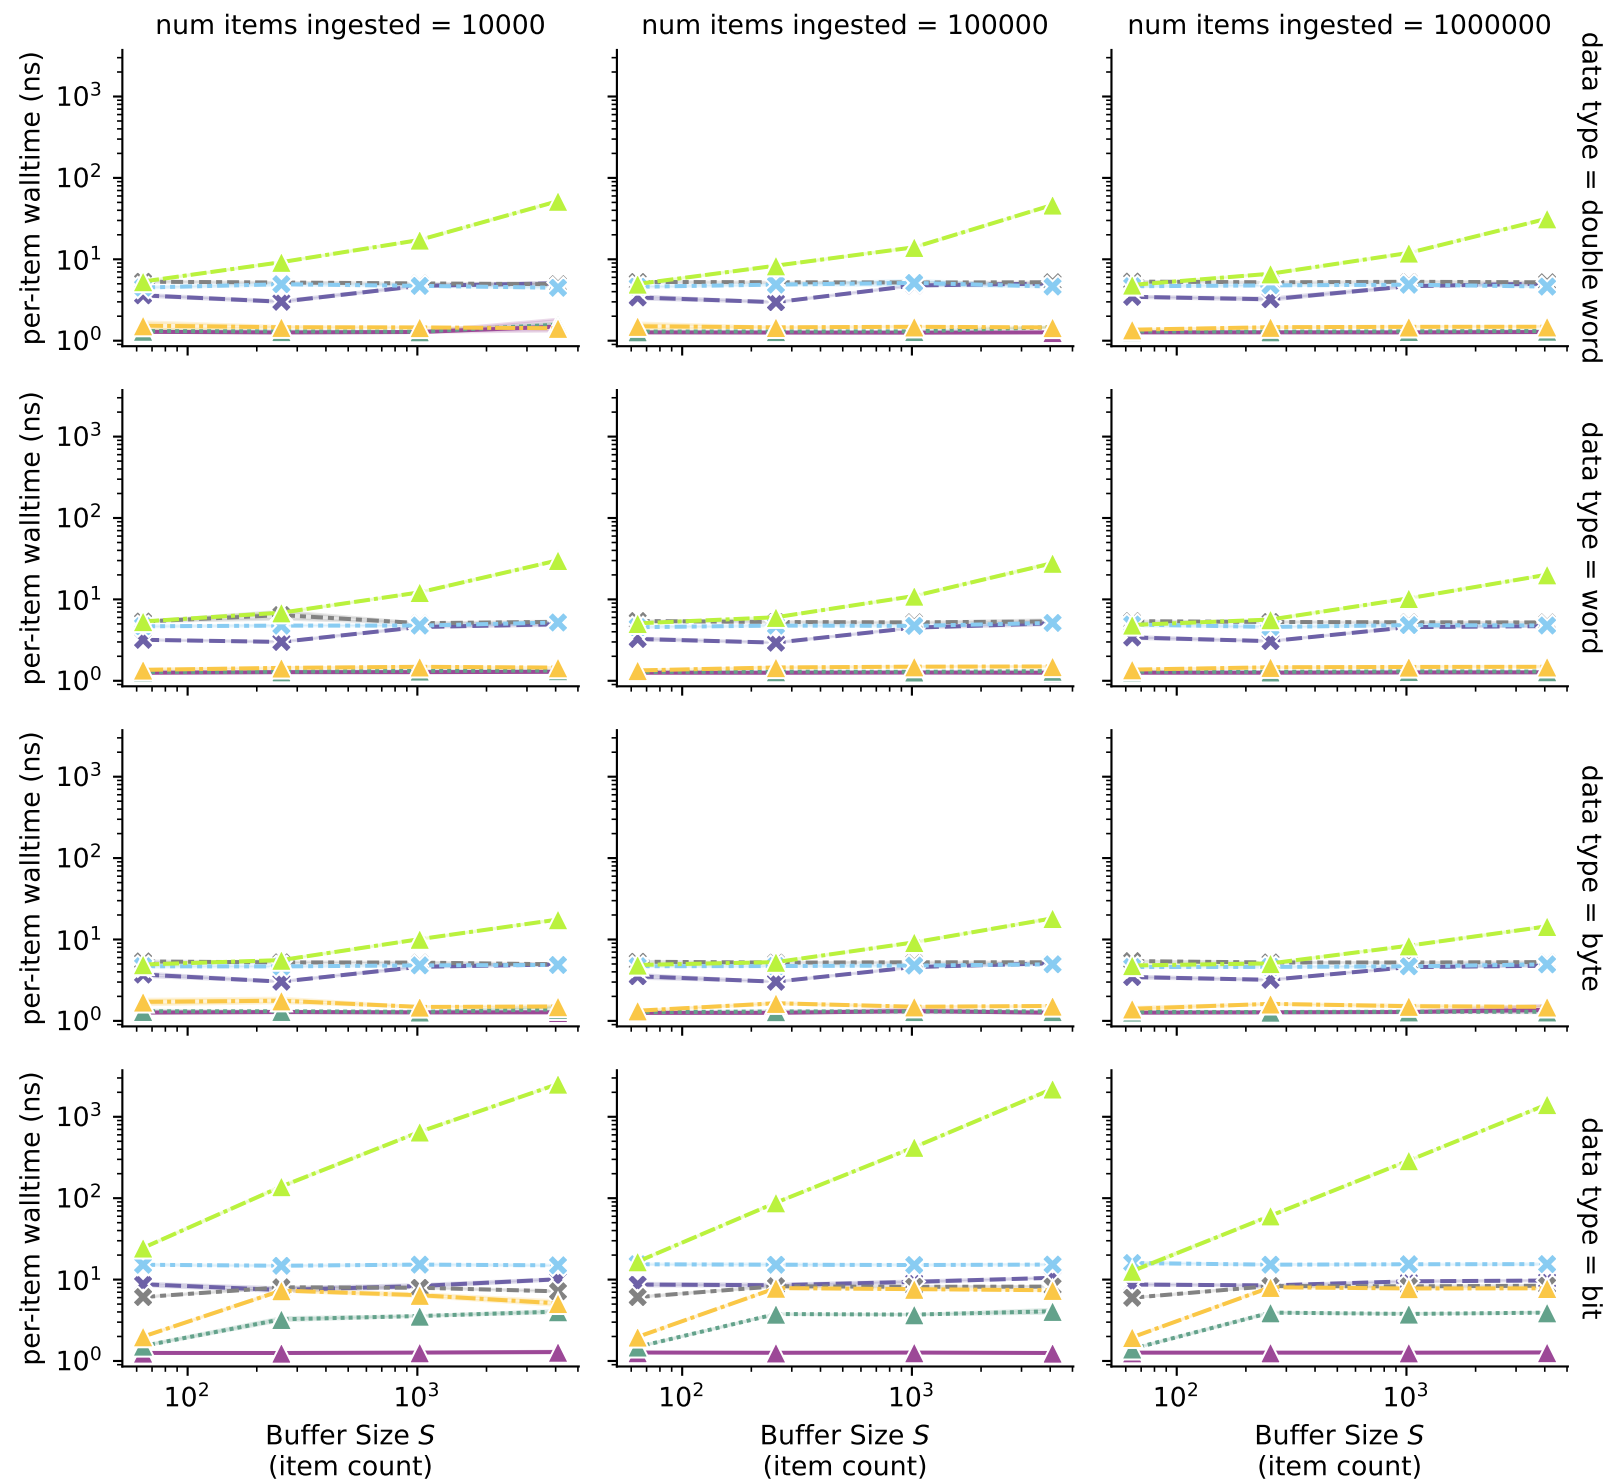 num items ingested = 10000
num items ingested = 100000
num items ingested = 1000000
per-item walltime (ns)
10³
10²
10¹
10⁰
data type = double word
per-item walltime (ns)
10³
10²
10¹
10⁰
data type = word
per-item walltime (ns)
10³
10²
10¹
10⁰
data type = byte
per-item walltime (ns)
10³
10²
10¹
10⁰
data type = bit
10² 10³
10² 10³
10² 10³
Buffer Size S
(item count)
Buffer Size S
(item count)
Buffer Size S
(item count)